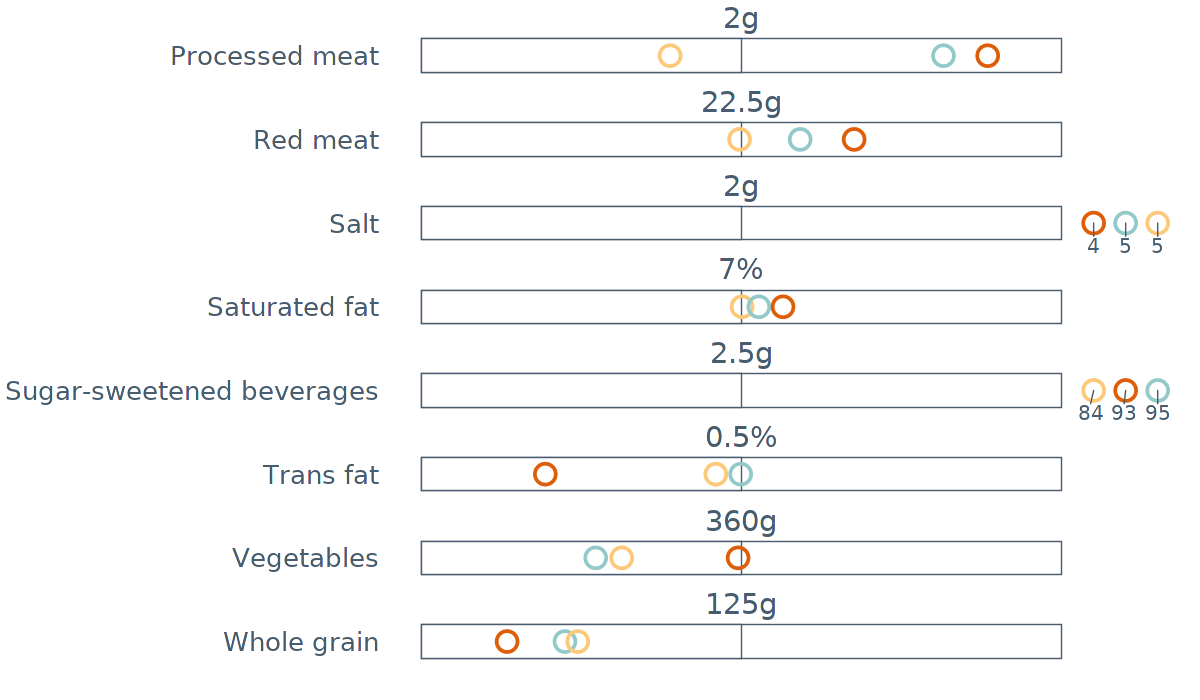 2g
Processed meat
22.5g
Red meat
2g
Salt
4 5 5
7%
Saturated fat
2.5g
Sugar-sweetened beverages
84 93 95
0.5%
Trans fat
360g
Vegetables
125g
Whole grain